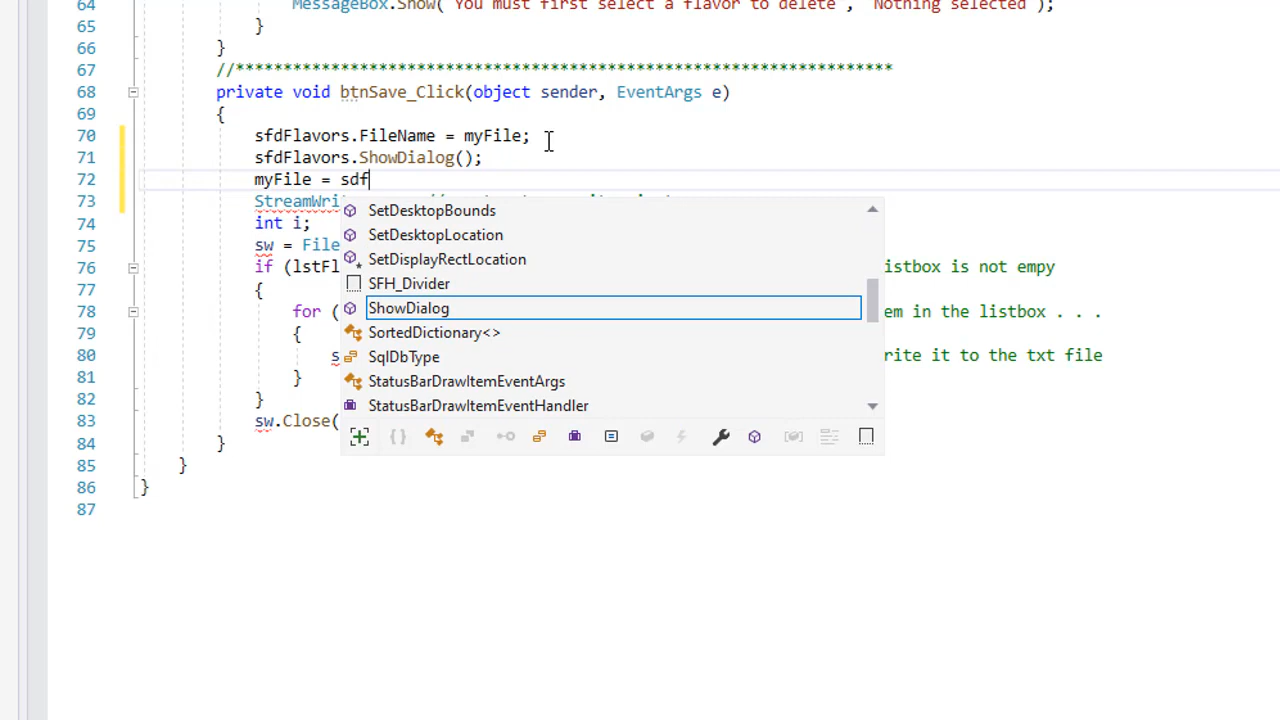 64 MessageBox.Show("You must first select a flavor to delete", "Nothing selected");
65 }
66 }
67 //*********************************************************************
68 private void btnSave_Click(object sender, EventArgs e)
69 {
70 sfdFlavors.FileName = myFile;
71 sfdFlavors.ShowDialog();
72 myFile = sdf
73 StreamWri
74 int i;
75 sw = File
76 if (lstFl istbox is not empy
77 {
78 for ( em in the listbox . . .
79 {
80 s rite it to the txt file
81 }
82 }
83 sw.Close(
84 }
85 }
86 }
87
SetDesktopBounds
SetDesktopLocation
SetDisplayRectLocation
SFH_Divider
ShowDialog
SortedDictionary<>
SqlDbType
StatusBarDrawItemEventArgs
StatusBarDrawItemEventHandler